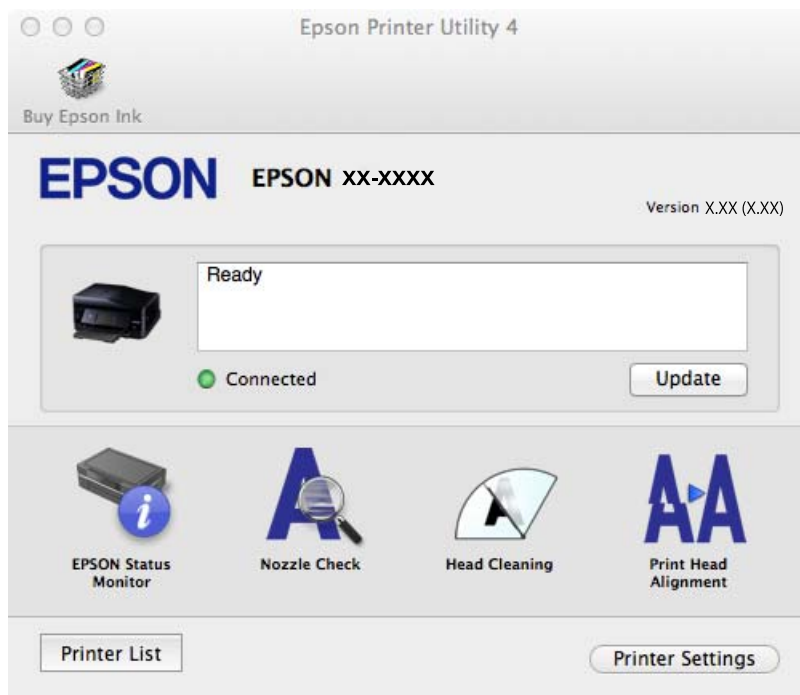 Epson Printer Utility 4
Buy Epson Ink
EPSON
EPSON XX-XXXX
Version X.XX (X.XX)
Ready
Connected
Update
EPSON Status
Monitor
Nozzle Check
Head Cleaning
Print Head
Alignment
Printer List
Printer Settings